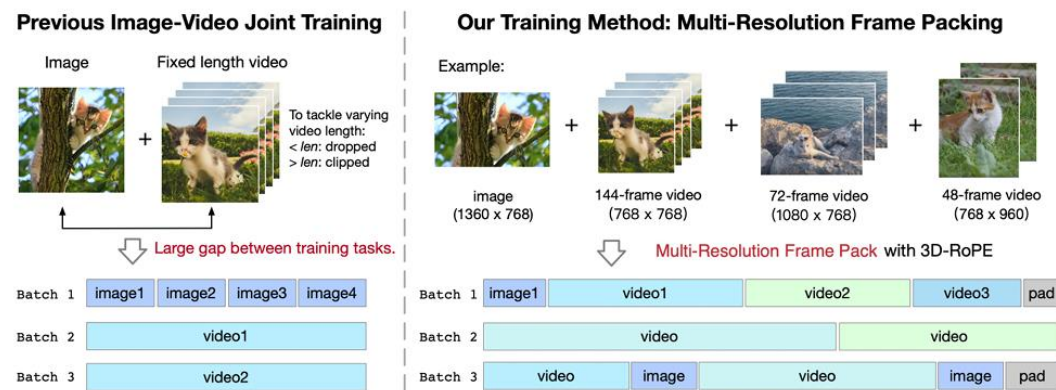 Previous Image-Video Joint Training
Image
Fixed length video
+
To tackle varying
video length:
< len: dropped
> len: clipped
Large gap between training tasks.
Batch 1 image1 image2 image3 image4
Batch 2 video1
Batch 3 video2
Our Training Method: Multi-Resolution Frame Packing
Example:
+ + +
image 144-frame video 72-frame video 48-frame video
(1360 x 768) (768 x 768) (1080 x 768) (768 x 960)
Multi-Resolution Frame Pack with 3D-RoPE
Batch 1 image1 video1 video2 video3 pad
Batch 2 video video
Batch 3 video image video image pad